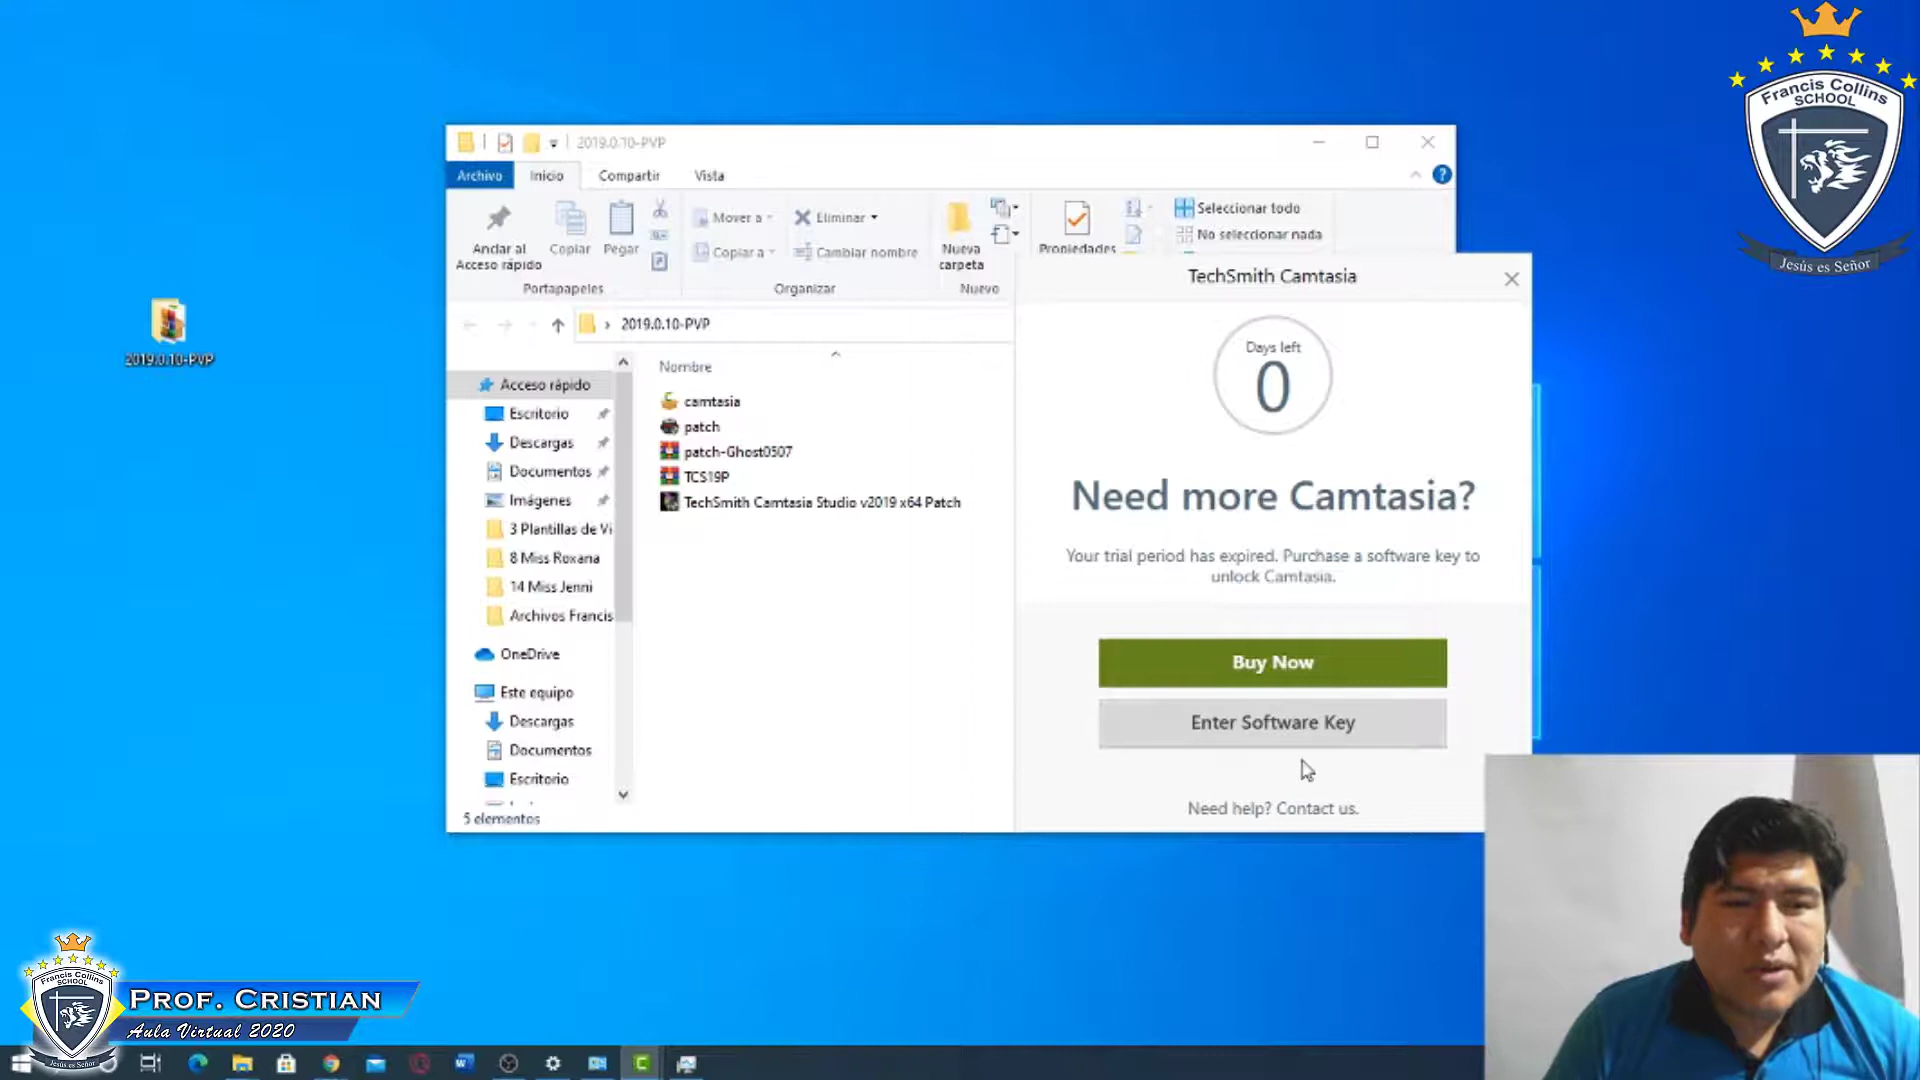 Francis Collins
SCHOOL
Jesús es Señor
2019.0.10-PVP
2019.0.10-PVP
Archivo Inicio Compartir Vista
Mover a
Eliminar
Seleccionar todo
No seleccionar nada
Anclar al
Acceso rápido
Copiar
Pegar
Copiar a
Cambiar nombre
Nueva
carpeta
Propiedades
Portapapeles
Organizar
Nuevo
2019.0.10-PVP
Nombre
camtasia
patch
patch-Ghost0507
TCS19P
TechSmith Camtasia Studio v2019 x64 Patch
Acceso rápido
Escritorio
Descargas
Documentos
Imágenes
3 Plantillas de Vi
8 Miss Roxana
14 Miss Jenni
Archivos Francis
OneDrive
Este equipo
Descargas
Documentos
Escritorio
5 elementos
TechSmith Camtasia
Days left
0
Need more Camtasia?
Your trial period has expired. Purchase a software key to
unlock Camtasia.
Buy Now
Enter Software Key
Need help? Contact us.
Francis Collins
SCHOOL
Jesús es Señor
Prof. Cristian
Aula Virtual 2020